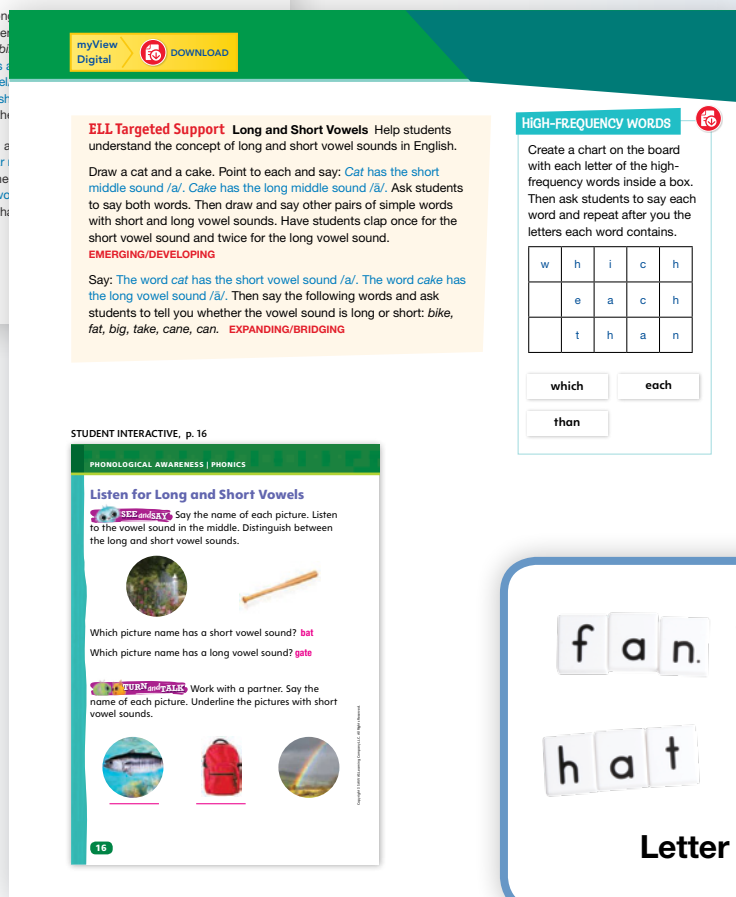 myView
Digital
DOWNLOAD
ELL Targeted Support Long and Short Vowels Help students
understand the concept of long and short vowel sounds in English.
Draw a cat and a cake. Point to each and say: Cat has the short
middle sound /a/. Cake has the long middle sound /ā/. Ask students
to say both words. Then draw and say other pairs of simple words
with short and long vowel sounds. Have students clap once for the
short vowel sound and twice for the long vowel sound.
EMERGING/DEVELOPING
Say: The word cat has the short vowel sound /a/. The word cake has
the long vowel sound /ā/. Then say the following words and ask
students to tell you whether the vowel sound is long or short: bike,
fat, big, take, cane, can. EXPANDING/BRIDGING
HIGH-FREQUENCY WORDS
Create a chart on the board
with each letter of the high-
frequency words inside a box.
Then ask students to say each
word and repeat after you the
letters each word contains.
w h i c h
e a c h
t h a n
which each
than
STUDENT INTERACTIVE, p. 16
PHONOLOGICAL AWARENESS | PHONICS
Listen for Long and Short Vowels
SEE and SAY Say the name of each picture. Listen
to the vowel sound in the middle. Distinguish between
the long and short vowel sounds.
Which picture name has a short vowel sound? bat
Which picture name has a long vowel sound? gate
TURN and TALK Work with a partner. Say the
name of each picture. Underline the pictures with short
vowel sounds.
16
f a n.
h a t
Letter